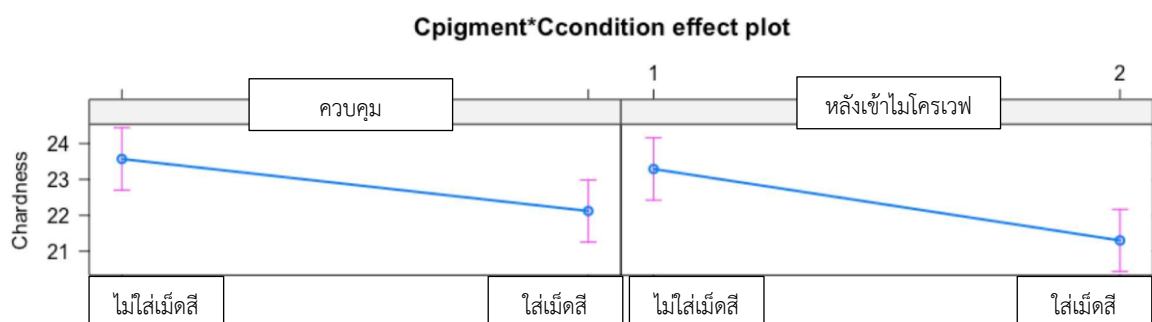 Cpigment*Ccondition effect plot
1 2
ควบคุม หลังเข้าไมโครเวฟ
24
23
22
21
Chardness
ไม่ใส่เม็ดสี ใส่เม็ดสี ไม่ใส่เม็ดสี ใส่เม็ดสี